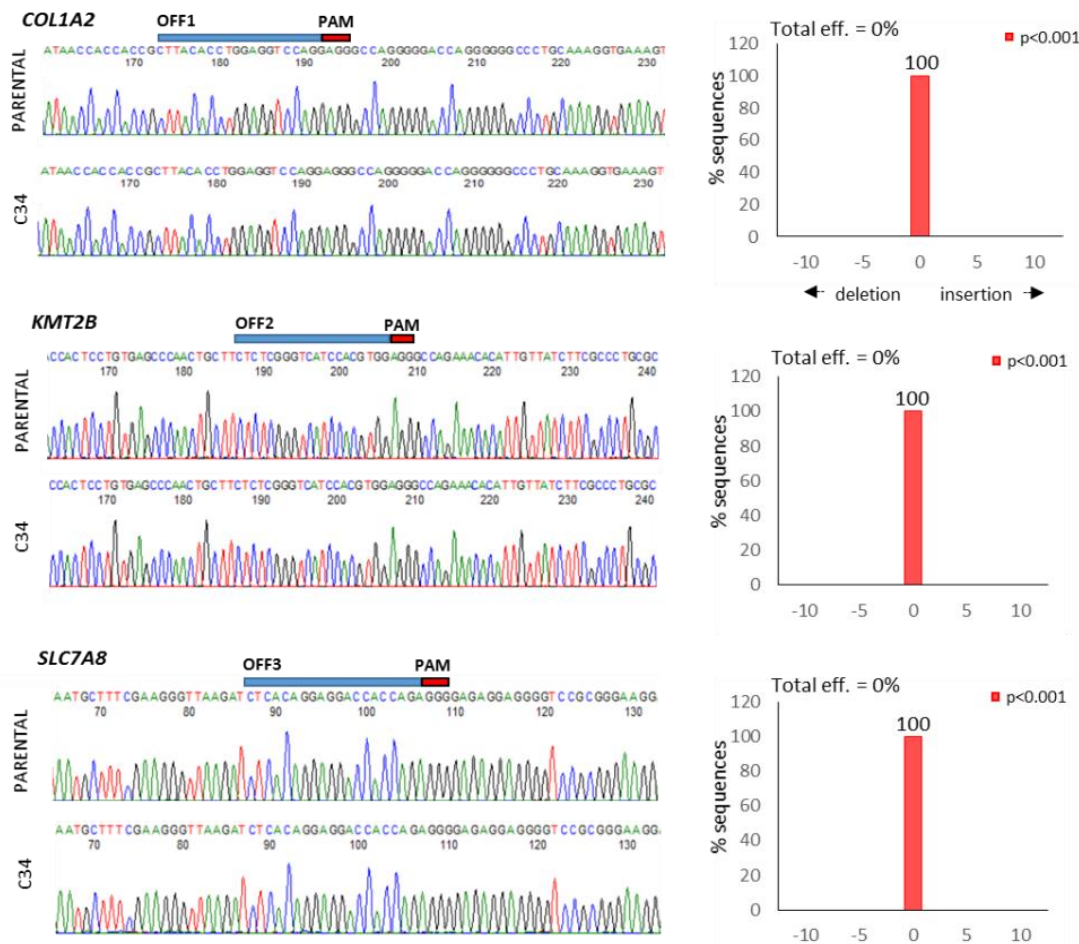 COL1A2
OFF1 PAM
ATAACCACCACCGCTTACACCTGGAGGTCCAGGAGGGCCAGGGGGACCAGGGGGGCCCTGCAAAGGTGAAAGT
170 180 190 200 210 220 230
PARENTAL
ATAACCACCACCGCTTACACCTGGAGGTCCAGGAGGGCCAGGGGGACCAGGGGGGCCCTGCAAAGGTGAAAGT
170 180 190 200 210 220 230
C34
Total eff. = 0%
p<0.001
% sequences
120
100
80
60
40
20
0
100
-10 -5 0 5 10
deletion insertion
KMT2B
OFF2 PAM
CCACTCCTGTGAGCCCAACTGCTTCTCTCGGGTCATCCACGTGGAGGGCCAGAAACACATTGTTATCTTCGCCCTGCGC
170 180 190 200 210 220 230 240
PARENTAL
CCACTCCTGTGAGCCCAACTGCTTCTCTCGGGTCATCCACGTGGAGGGCCAGAAACACATTGTTATCTTCGCCCTGCGC
170 180 190 200 210 220 230 240
C34
Total eff. = 0%
p<0.001
% sequences
120
100
80
60
40
20
0
100
-10 -5 0 5 10
SLC7A8
OFF3 PAM
AATGCTTTCGAAGGGTTAAGATCTCACAGGAGGACCACCAGAGGGGAGAGGAGGGGTCCGCGGGAAGG
70 80 90 100 110 120 130
PARENTAL
AATGCTTTCGAAGGGTTAAGATCTCACAGGAGGACCACCAGAGGGGAGAGGAGGGGTCCGCGGGAAGG
70 80 90 100 110 120 130
C34
Total eff. = 0%
p<0.001
% sequences
120
100
80
60
40
20
0
100
-10 -5 0 5 10